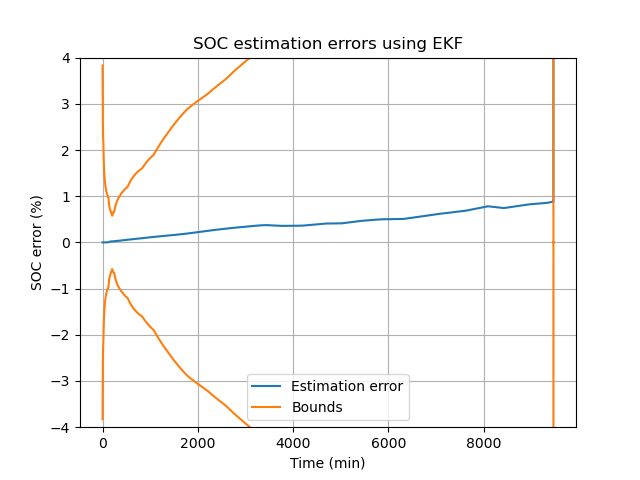 SOC estimation errors using EKF
SOC error (%)
4
3
2
1
0
−1
−2
−3
−4
Estimation error
Bounds
0 2000 4000 6000 8000
Time (min)